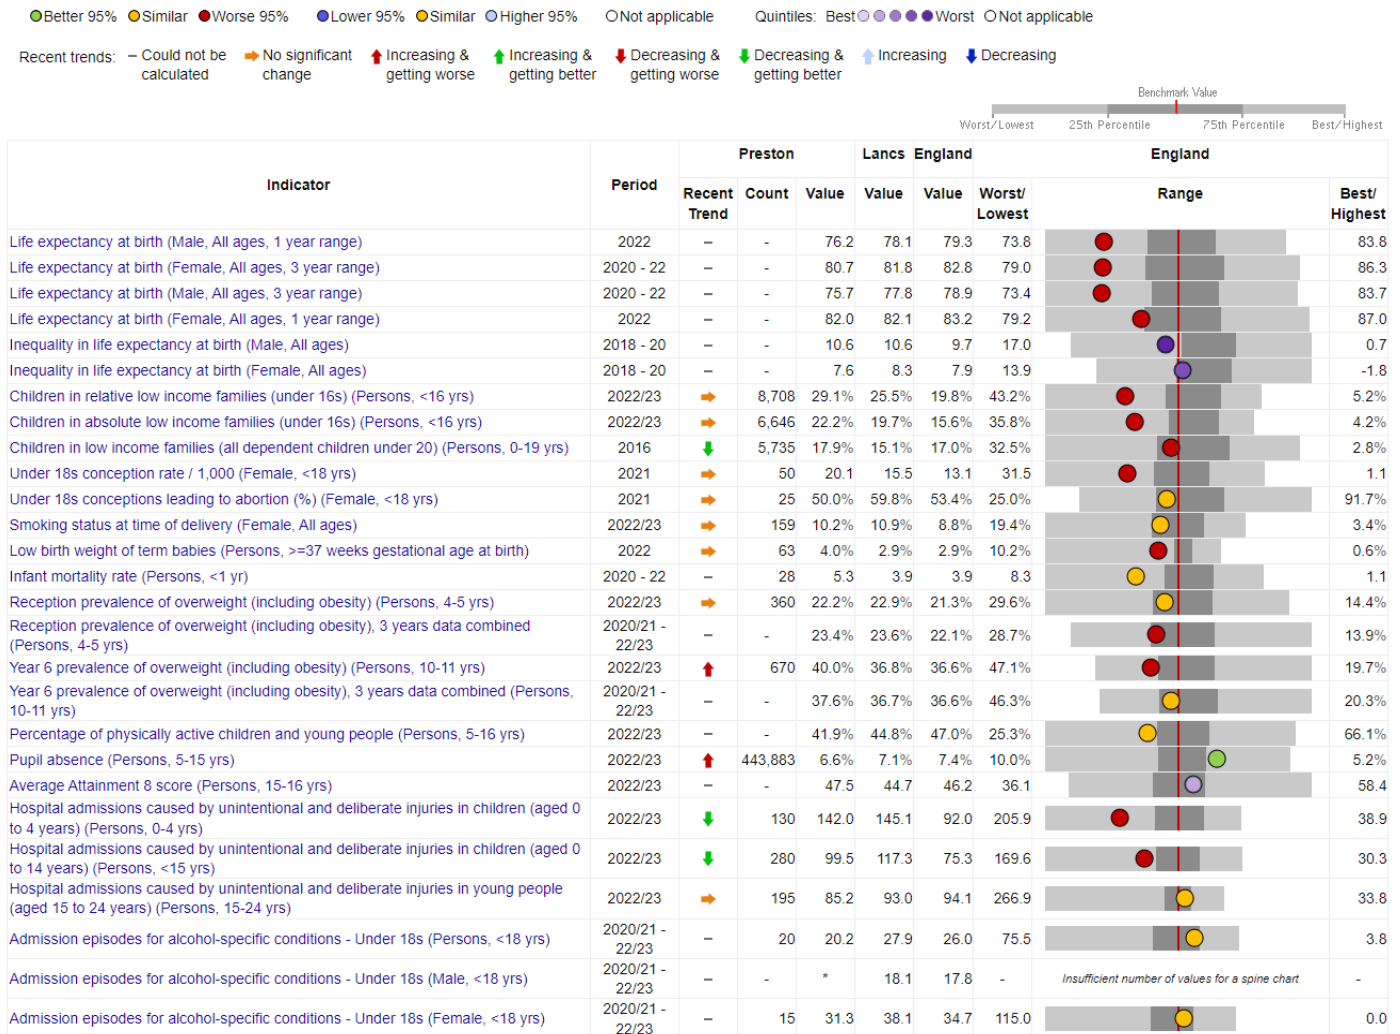 Better 95% Similar Worse 95% Lower 95% Similar Higher 95% Not applicable Quintiles: Best Worst Not applicable
Recent trends: – Could not be calculated No significant change Increasing & getting worse Increasing & getting better Decreasing & getting worse Decreasing & getting better Increasing Decreasing
Benchmark Value
Worst/Lowest 25th Percentile 75th Percentile Best/Highest
Preston Lancs England England
Indicator Period Recent Trend Count Value Value Value Worst/Lowest Range Best/Highest
Life expectancy at birth (Male, All ages, 1 year range) 2022 – - 76.2 78.1 79.3 73.8 83.8
Life expectancy at birth (Female, All ages, 3 year range) 2020 - 22 – - 80.7 81.8 82.8 79.0 86.3
Life expectancy at birth (Male, All ages, 3 year range) 2020 - 22 – - 75.7 77.8 78.9 73.4 83.7
Life expectancy at birth (Female, All ages, 1 year range) 2022 – - 82.0 82.1 83.2 79.2 87.0
Inequality in life expectancy at birth (Male, All ages) 2018 - 20 – - 10.6 10.6 9.7 17.0 0.7
Inequality in life expectancy at birth (Female, All ages) 2018 - 20 – - 7.6 8.3 7.9 13.9 -1.8
Children in relative low income families (under 16s) (Persons, <16 yrs) 2022/23 8,708 29.1% 25.5% 19.8% 43.2% 5.2%
Children in absolute low income families (under 16s) (Persons, <16 yrs) 2022/23 6,646 22.2% 19.7% 15.6% 35.8% 4.2%
Children in low income families (all dependent children under 20) (Persons, 0-19 yrs) 2016 5,735 17.9% 15.1% 17.0% 32.5% 2.8%
Under 18s conception rate / 1,000 (Female, <18 yrs) 2021 50 20.1 15.5 13.1 31.5 1.1
Under 18s conceptions leading to abortion (%) (Female, <18 yrs) 2021 25 50.0% 59.8% 53.4% 25.0% 91.7%
Smoking status at time of delivery (Female, All ages) 2022/23 159 10.2% 10.9% 8.8% 19.4% 3.4%
Low birth weight of term babies (Persons, >=37 weeks gestational age at birth) 2022 63 4.0% 2.9% 2.9% 10.2% 0.6%
Infant mortality rate (Persons, <1 yr) 2020 - 22 – 28 5.3 3.9 3.9 8.3 1.1
Reception prevalence of overweight (including obesity) (Persons, 4-5 yrs) 2022/23 360 22.2% 22.9% 21.3% 29.6% 14.4%
Reception prevalence of overweight (including obesity), 3 years data combined (Persons, 4-5 yrs) 2020/21 - 22/23 – - 23.4% 23.6% 22.1% 28.7% 13.9%
Year 6 prevalence of overweight (including obesity) (Persons, 10-11 yrs) 2022/23 670 40.0% 36.8% 36.6% 47.1% 19.7%
Year 6 prevalence of overweight (including obesity), 3 years data combined (Persons, 10-11 yrs) 2020/21 - 22/23 – - 37.6% 36.7% 36.6% 46.3% 20.3%
Percentage of physically active children and young people (Persons, 5-16 yrs) 2022/23 – - 41.9% 44.8% 47.0% 25.3% 66.1%
Pupil absence (Persons, 5-15 yrs) 2022/23 443,883 6.6% 7.1% 7.4% 10.0% 5.2%
Average Attainment 8 score (Persons, 15-16 yrs) 2022/23 – - 47.5 44.7 46.2 36.1 58.4
Hospital admissions caused by unintentional and deliberate injuries in children (aged 0 to 4 years) (Persons, 0-4 yrs) 2022/23 130 142.0 145.1 92.0 205.9 38.9
Hospital admissions caused by unintentional and deliberate injuries in children (aged 0 to 14 years) (Persons, <15 yrs) 2022/23 280 99.5 117.3 75.3 169.6 30.3
Hospital admissions caused by unintentional and deliberate injuries in young people (aged 15 to 24 years) (Persons, 15-24 yrs) 2022/23 195 85.2 93.0 94.1 266.9 33.8
Admission episodes for alcohol-specific conditions - Under 18s (Persons, <18 yrs) 2020/21 - 22/23 – 20 20.2 27.9 26.0 75.5 3.8
Admission episodes for alcohol-specific conditions - Under 18s (Male, <18 yrs) 2020/21 - 22/23 – - * 18.1 17.8 - Insufficient number of values for a spine chart -
Admission episodes for alcohol-specific conditions - Under 18s (Female, <18 yrs) 2020/21 - 22/23 – 15 31.3 38.1 34.7 115.0 0.0